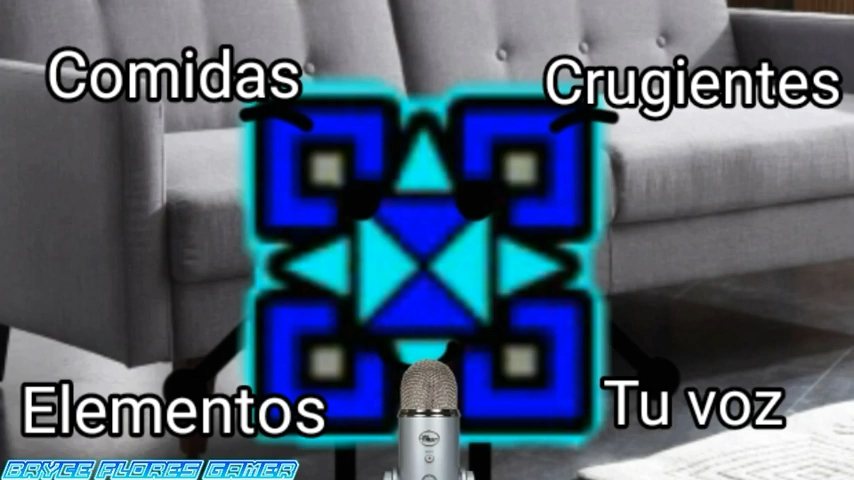 Comidas
Crugientes
Elementos
Tu voz
BRYCE FLORES GAMER